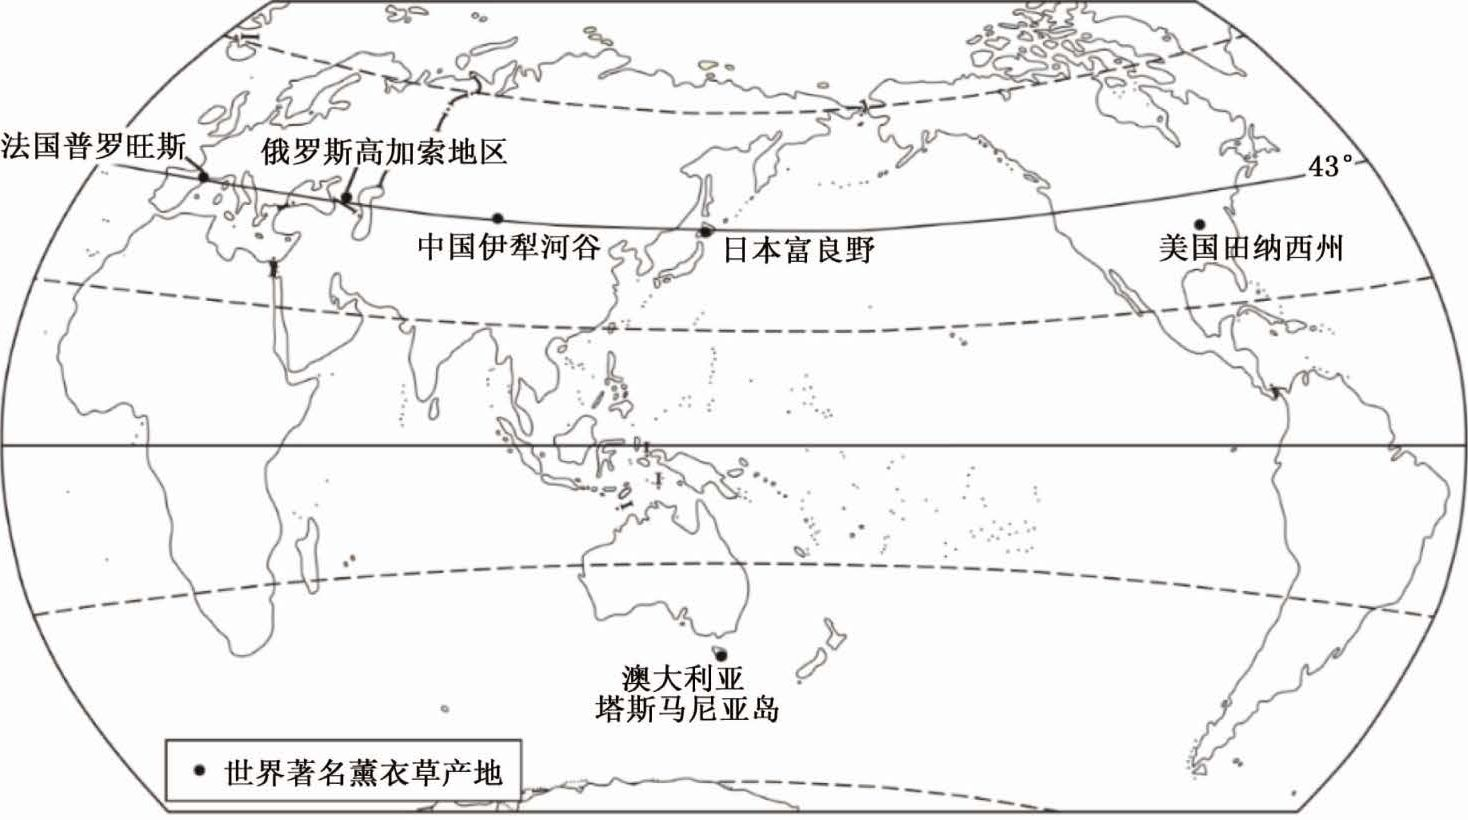 法国普罗旺斯
俄罗斯高加索地区
43°
中国伊犁河谷
日本富良野
美国田纳西州
澳大利亚
塔斯马尼亚岛
世界著名薰衣草产地